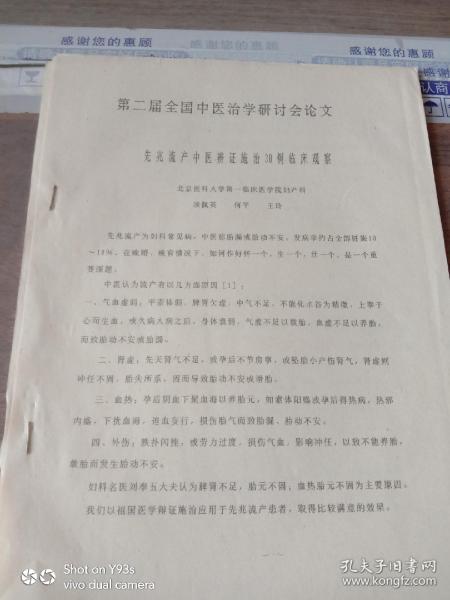 感谢您的惠顾
感谢您的惠顾
感谢您的惠顾
第二届全国中医治学研讨会论文
先兆流产中医辨证施治30例临床观察
北京医科大学第一临床医学院妇产科
何平 王玲
先兆流产为妇科常见病，中医称胎漏或胎动不安，发病率约占全部妊娠10
～18%，在晚婚、晚育情况下，如何作好怀一个，生一个，壮一个，是一个重
要课题。
中医认为流产有以几方面原因［1］：
一、气血虚弱：平素体弱，脾胃欠虚，中气不足，不能化水谷为精微，上奉于
心而生血，或久病大病之后，身体衰弱，气虚不足以载胎，血虚不足以养胎，
而致胎动不安或胎漏。
二、肾虚：先天肾气不足，或孕后不节房事，或坠胎小产伤肾气，肾虚则
冲任不固，胎失所系，因而导致胎动不安或滑胎。
三、血热：孕后阴血下聚血海以养胎元，如素体阳盛或孕后得热病，热邪
内盛，下扰血海，迫血妄行，损伤胎气而致胎漏、胎动不安。
四、外伤：跌扑闪挫，或劳力过度，损伤气血，影响冲任，以致不能养胎，
载胎而发生胎动不安。
妇科名医刘奉五大夫认为脾肾不足，胎元不固；血热胎元不固为主要原因。
我们以祖国医学辩证施治应用于先兆流产患者，取得比较满意的效果。
SHOT ON Y93s
vivo dual camera
孔夫子旧书网
www.kongfz.com